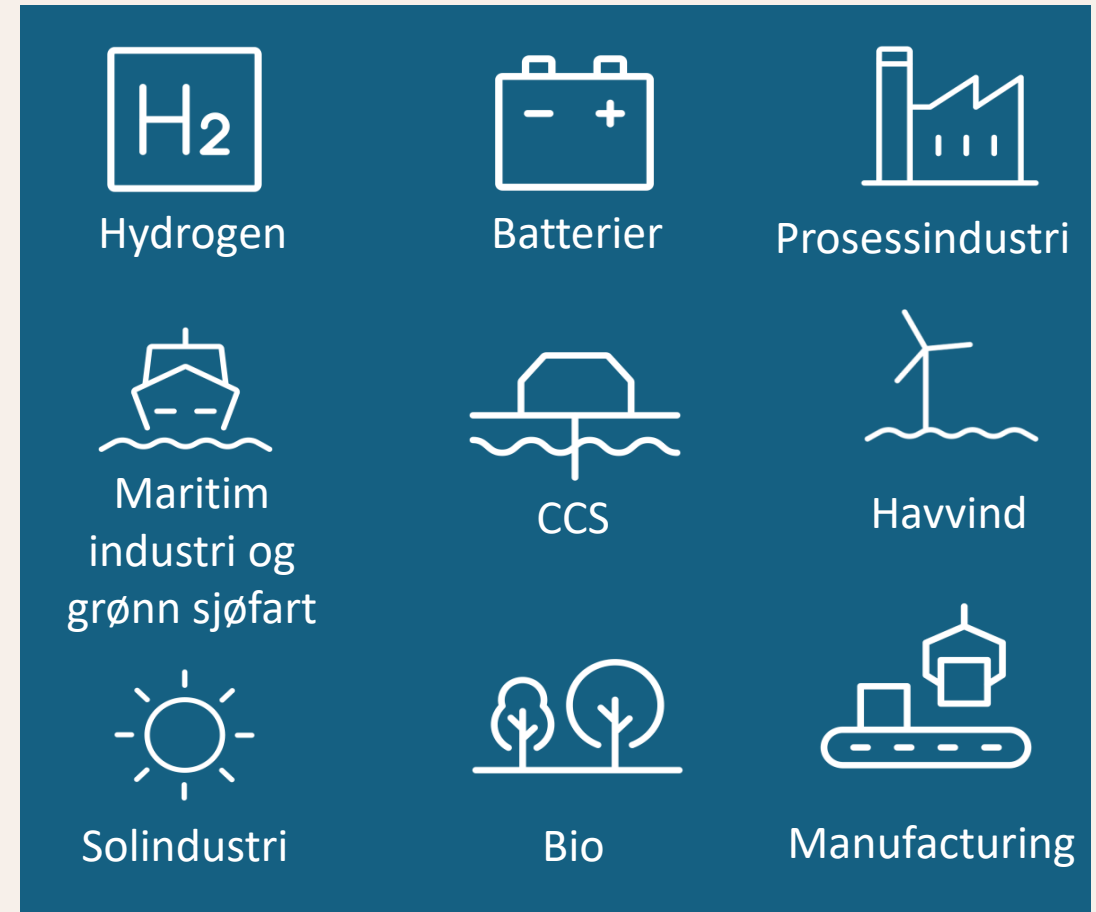 H2
- +
Hydrogen
Batterier
Prosessindustri
Maritim
industri og
grønn sjøfart
CCS
Havvind
Solindustri
Bio
Manufacturing